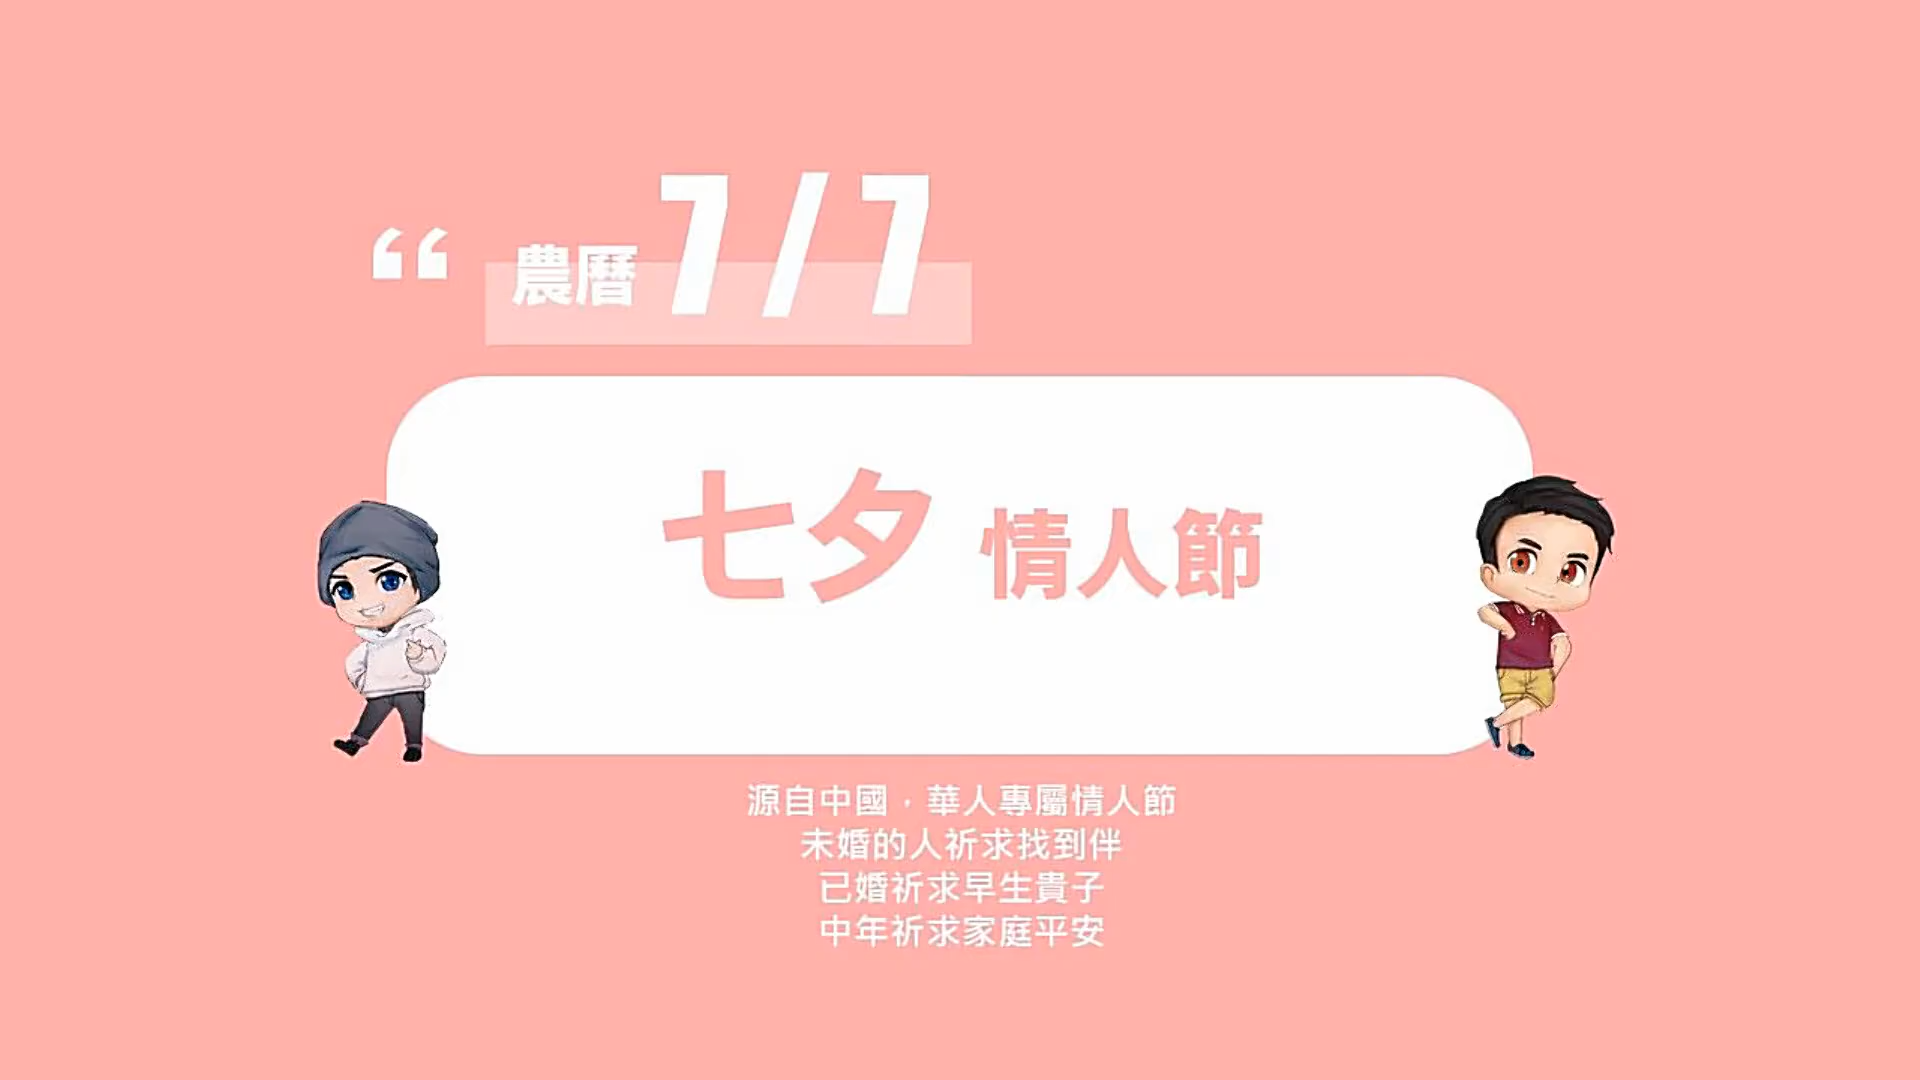 “ 農曆 7/7
七夕 情人節
源自中國，華人專屬情人節
未婚的人祈求找到伴
已婚祈求早生貴子
中年祈求家庭平安